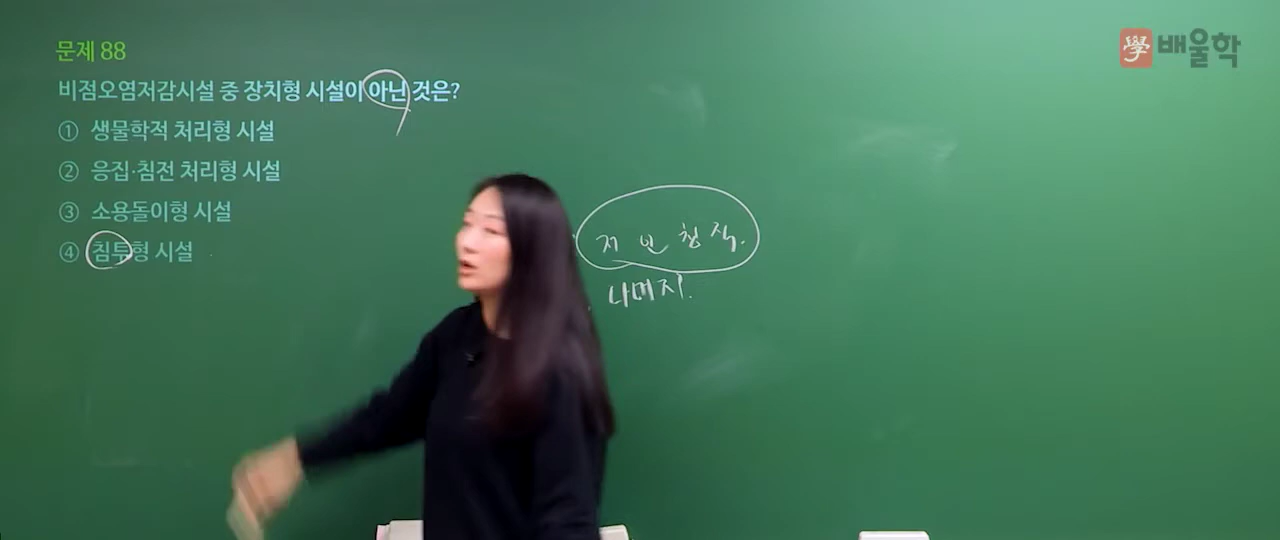 문제 88
비점오염저감시설 중 장치형 시설이 아닌 것은?
① 생물학적 처리형 시설
② 응집·침전 처리형 시설
③ 소용돌이형 시설
④ 침투형 시설
저 인 침 식.
나머지.
學 배울학